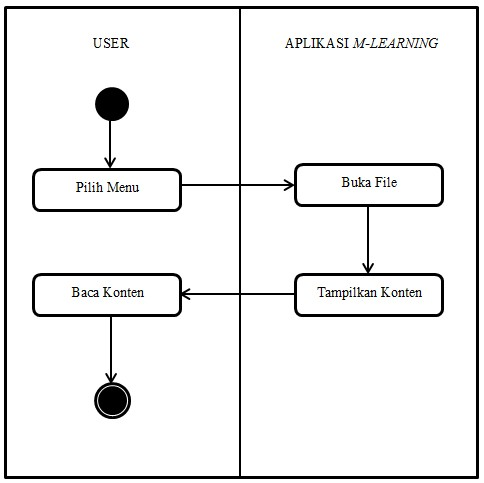 USER
APLIKASI M-LEARNING
Pilih Menu
Buka File
Baca Konten
Tampilkan Konten